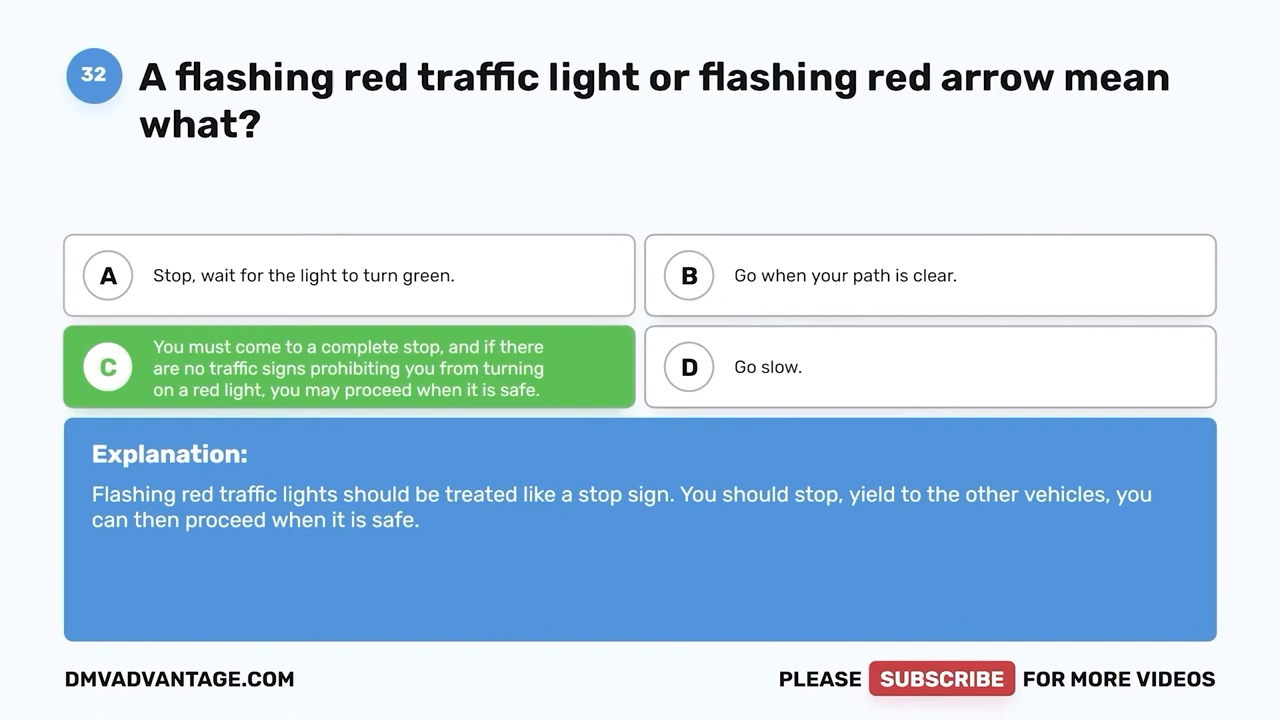 32
A flashing red traffic light or flashing red arrow mean
what?
A
Stop, wait for the light to turn green.
B
Go when your path is clear.
C
You must come to a complete stop, and if there
are no traffic signs prohibiting you from turning
on a red light, you may proceed when it is safe.
D
Go slow.
Explanation:
Flashing red traffic lights should be treated like a stop sign. You should stop, yield to the other vehicles, you
can then proceed when it is safe.
DMVADVANTAGE.COM
PLEASE SUBSCRIBE FOR MORE VIDEOS